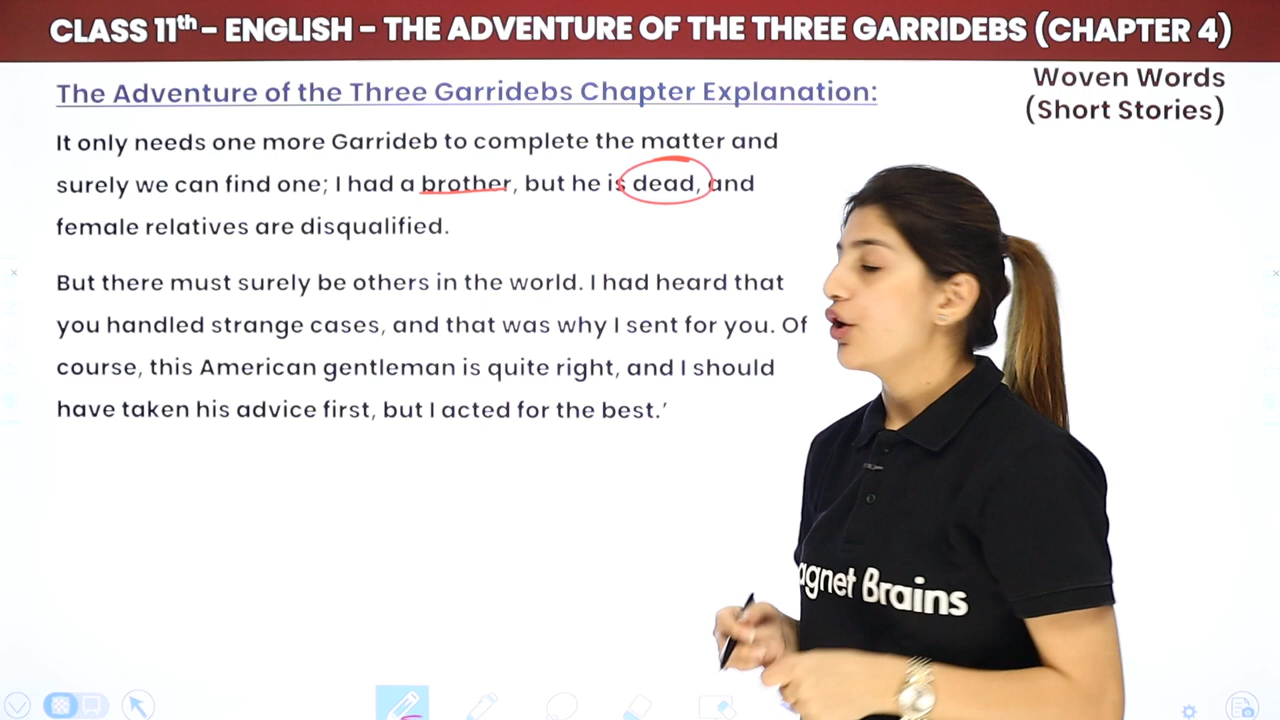 CLASS 11th - ENGLISH - THE ADVENTURE OF THE THREE GARRIDEBS (CHAPTER 4)
The Adventure of the Three Garridebs Chapter Explanation:
Woven Words
(Short Stories)
It only needs one more Garrideb to complete the matter and
surely we can find one; I had a brother, but he is dead, and
female relatives are disqualified.
But there must surely be others in the world. I had heard that
you handled strange cases, and that was why I sent for you. Of
course, this American gentleman is quite right, and I should
have taken his advice first, but I acted for the best.’
agnet Brains